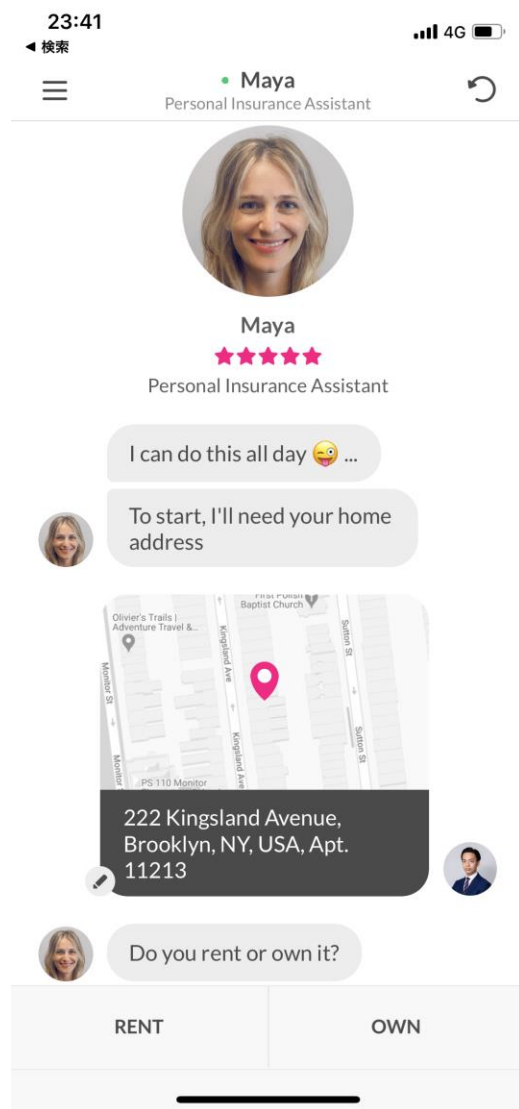 23:41
4G
◀ 検索
Maya
Personal Insurance Assistant
Maya
Personal Insurance Assistant
I can do this all day 😜 ...
To start, I'll need your home
address
First Polish
Baptist Church
Olivier's Trails |
Adventure Travel &...
Kingsland Ave
Sutton St
Monitor St
Kingsland Ave
Sutton St
Monitor
PS 110 Monitor
222 Kingsland Avenue,
Brooklyn, NY, USA, Apt.
11213
Do you rent or own it?
RENT
OWN